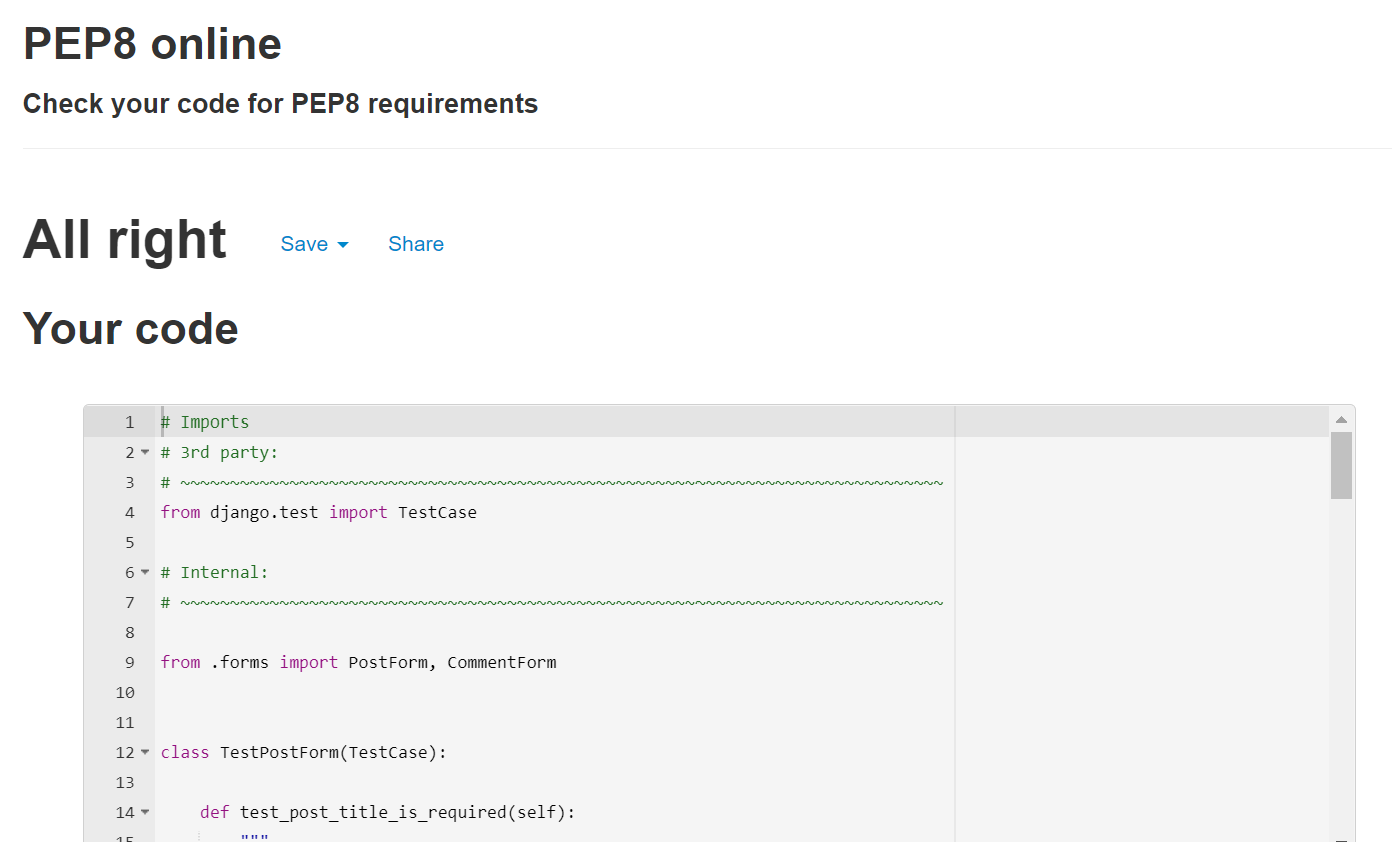 PEP8 online
Check your code for PEP8 requirements
All right Save Share
Your code
1 # Imports
2 # 3rd party:
3 # ~~~~~~~~~~~~~~~~~~~~~~~~~~~~~~~~~~~~~~~~~~~~~~~~~~~~~~~~~~~~~~~~~~~~~~~~~~~~~
4 from django.test import TestCase
5
6 # Internal:
7 # ~~~~~~~~~~~~~~~~~~~~~~~~~~~~~~~~~~~~~~~~~~~~~~~~~~~~~~~~~~~~~~~~~~~~~~~~~~~~~
8
9 from .forms import PostForm, CommentForm
10
11
12 class TestPostForm(TestCase):
13
14     def test_post_title_is_required(self):
15         """